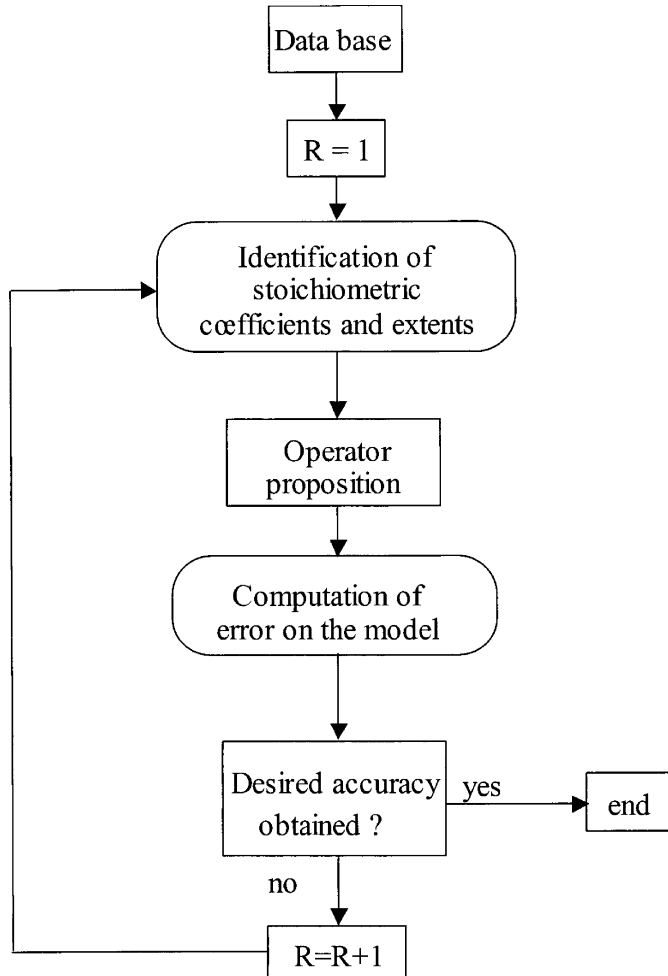 Data base
R = 1
Identification of
stoichiometric
cœfficients and extents
Operator
proposition
Computation of
error on the model
Desired accuracy
obtained ?
yes
end
no
R=R+1